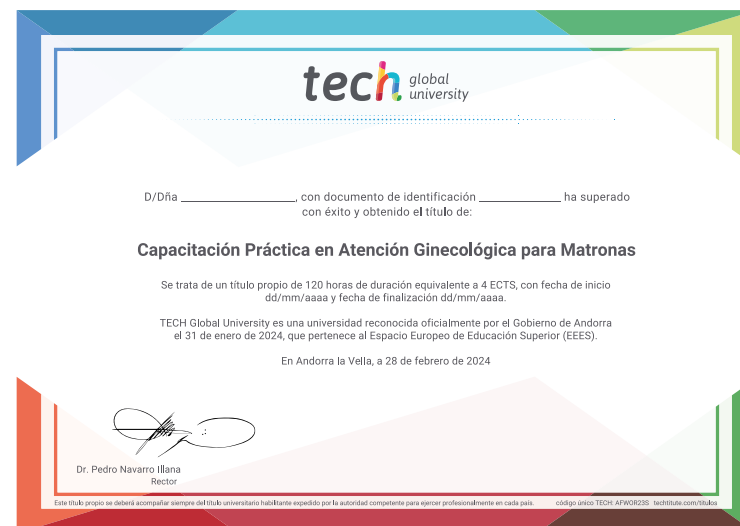 tech global
university
D/Dña ____________________, con documento de identificación ______________ ha superado
con éxito y obtenido el título de:
Capacitación Práctica en Atención Ginecológica para Matronas
Se trata de un título propio de 120 horas de duración equivalente a 4 ECTS, con fecha de inicio
dd/mm/aaaa y fecha de finalización dd/mm/aaaa.
TECH Global University es una universidad reconocida oficialmente por el Gobierno de Andorra
el 31 de enero de 2024, que pertenece al Espacio Europeo de Educación Superior (EEES).
En Andorra la Vella, a 28 de febrero de 2024
Dr. Pedro Navarro Illana
Rector
Este título propio se deberá acompañar siempre del título universitario habilitante expedido por la autoridad competente para ejercer profesionalmente en cada país. código único TECH: AFWOR23S techtitute.com/titulos